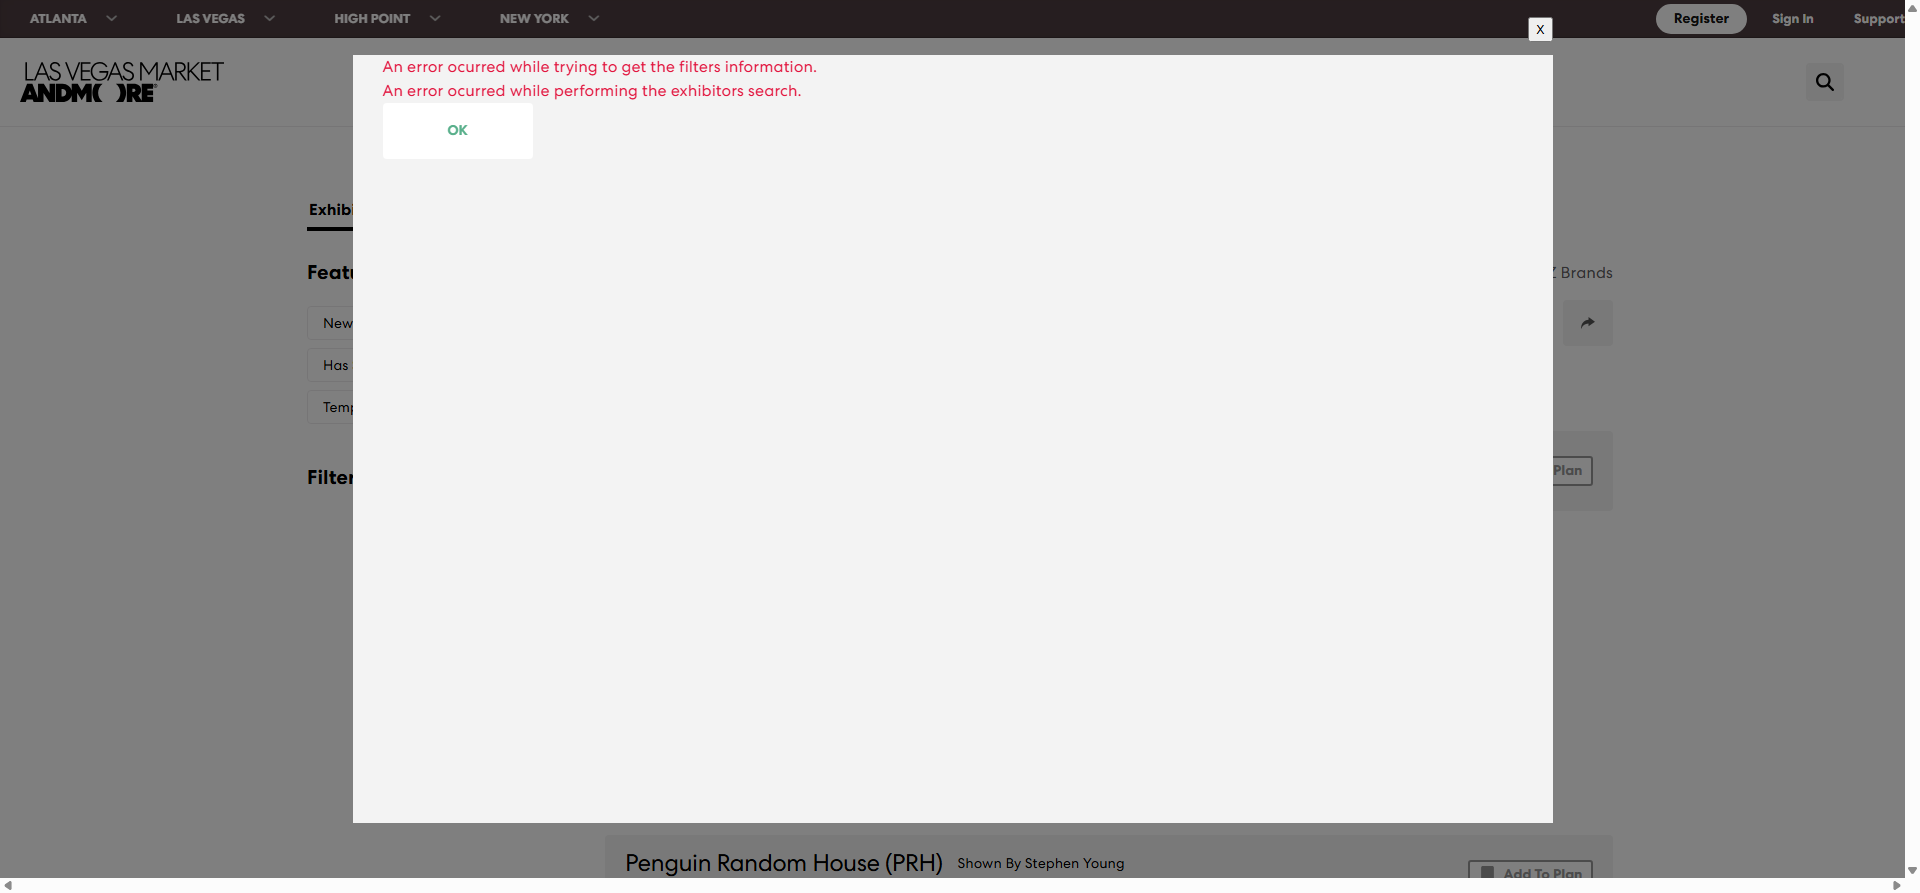 ATLANTA
LAS VEGAS
HIGH POINT
NEW YORK
Register
Sign In
Support
X
LAS VEGAS MARKET
ANDMORE
An error ocurred while trying to get the filters information.
An error ocurred while performing the exhibitors search.
OK
Exhibi
Featu
Z Brands
New
Has
Temp
Plan
Filter
Penguin Random House (PRH) Shown By Stephen Young
Add To Plan